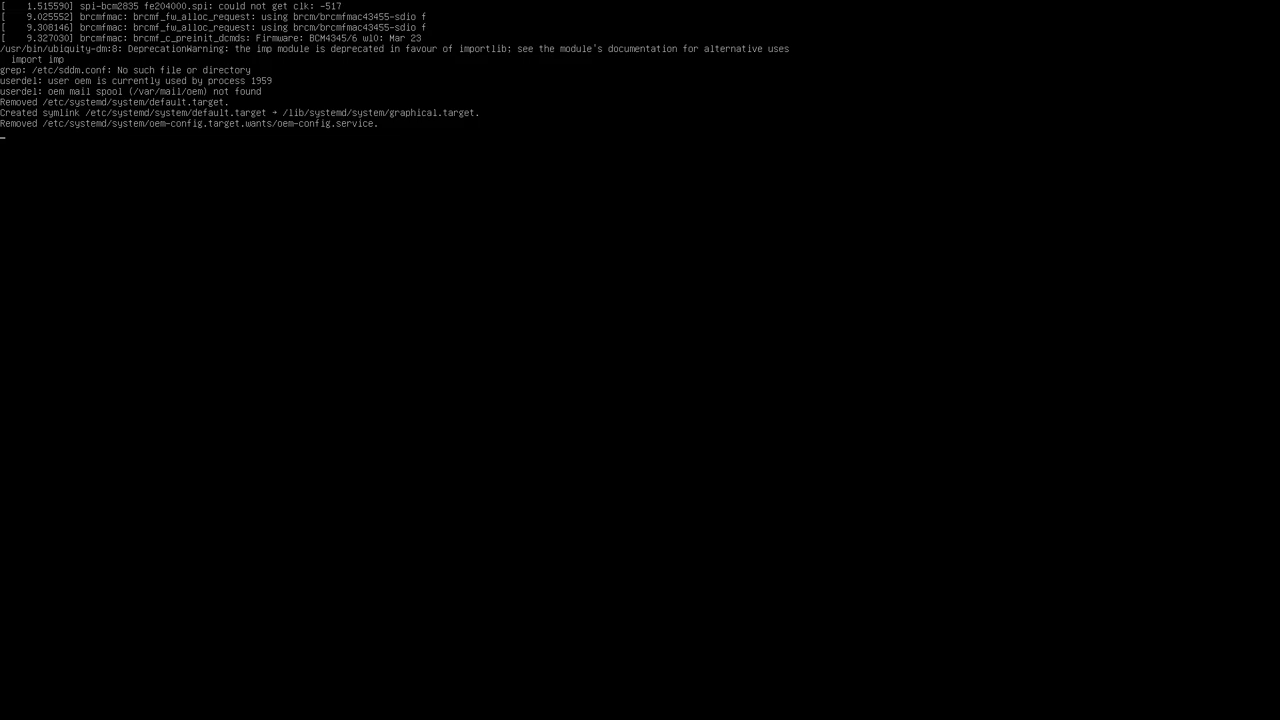 [    1.515590] spi-bcm2835 fe204000.spi: could not get clk: -517
[    9.025552] brcmfmac: brcmf_fw_alloc_request: using brcm/brcmfmac43455-sdio f
[    9.308146] brcmfmac: brcmf_fw_alloc_request: using brcm/brcmfmac43455-sdio f
[    9.327030] brcmfmac: brcmf_c_preinit_dcmds: Firmware: BCM4345/6 wl0: Mar 23
/usr/bin/ubiquity-dm:8: DeprecationWarning: the imp module is deprecated in favour of importlib; see the module's documentation for alternative uses
  import imp
grep: /etc/sddm.conf: No such file or directory
userdel: user oem is currently used by process 1959
userdel: oem mail spool (/var/mail/oem) not found
Removed /etc/systemd/system/default.target.
Created symlink /etc/systemd/system/default.target → /lib/systemd/system/graphical.target.
Removed /etc/systemd/system/oem-config.target.wants/oem-config.service.